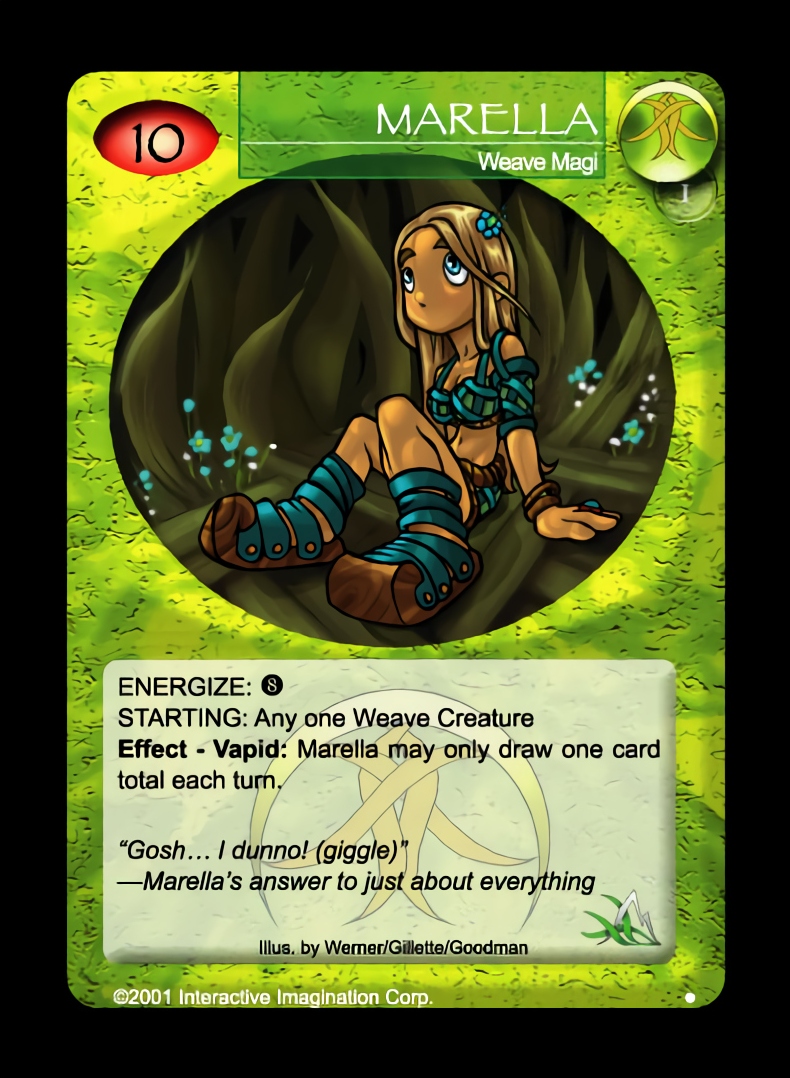 10
MARELLA
Weave Magi
I
ENERGIZE: 8
STARTING: Any one Weave Creature
Effect - Vapid: Marella may only draw one card
total each turn.
“Gosh… I dunno! (giggle)”
—Marella’s answer to just about everything
Illus. by Werner/Gillette/Goodman
©2001 Interactive Imagination Corp.